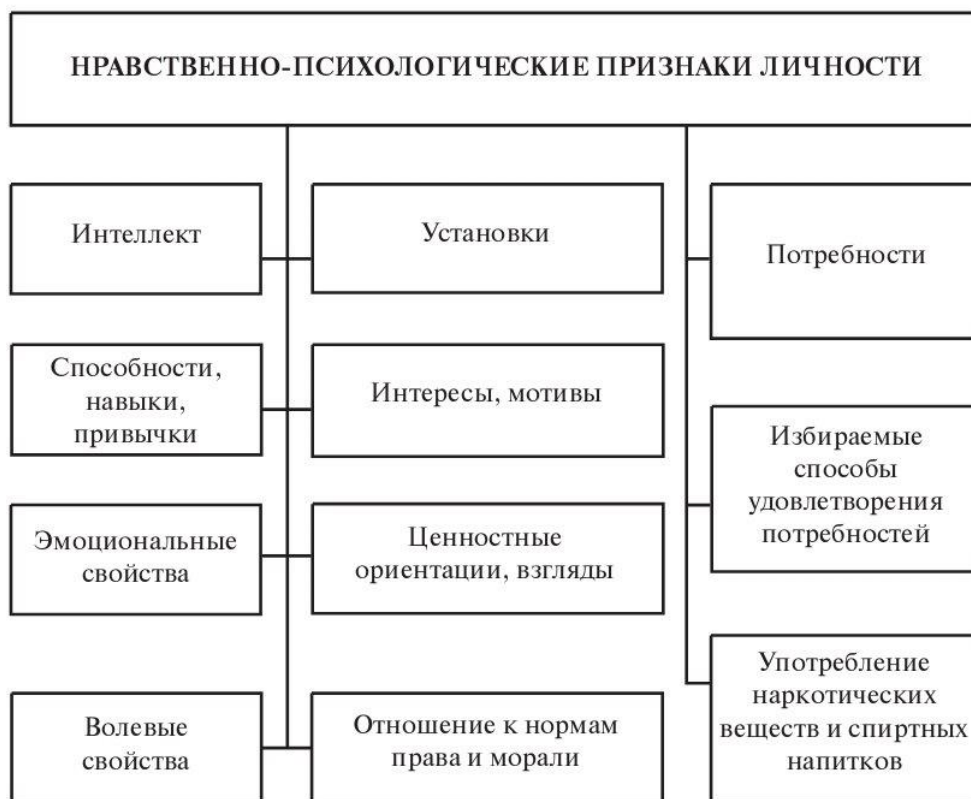 НРАВСТВЕННО-ПСИХОЛОГИЧЕСКИЕ ПРИЗНАКИ ЛИЧНОСТИ
Интеллект
Установки
Потребности
Способности,
навыки,
привычки
Интересы, мотивы
Избираемые
способы
удовлетворения
потребностей
Эмоциональные
свойства
Ценностные
ориентации, взгляды
Волевые
свойства
Отношение к нормам
права и морали
Употребление
наркотических
веществ и спиртных
напитков